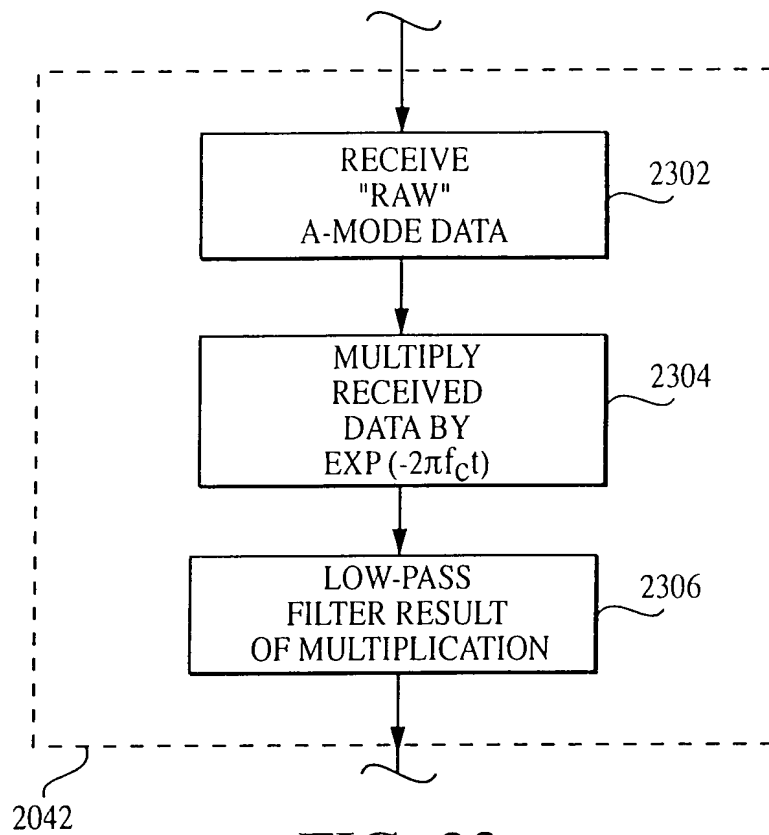 RECEIVE
"RAW"
A-MODE DATA
2302
MULTIPLY
RECEIVED
DATA BY
EXP (-2πfCt)
2304
LOW-PASS
FILTER RESULT
OF MULTIPLICATION
2306
2042